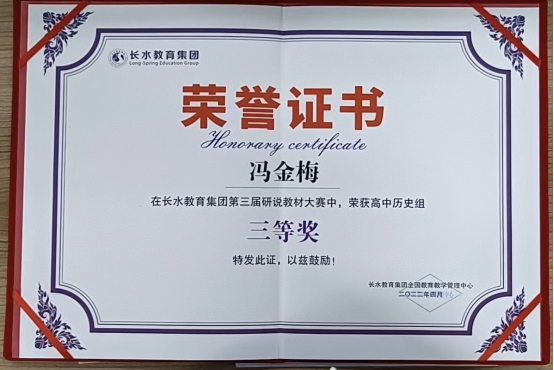 长水教育集团
Long-Spring Education Group
荣誉证书
Honorary certificate
冯金梅
在长水教育集团第三届研说教材大赛中，荣获高中历史组
三等奖
特发此证，以兹鼓励！
长水教育集团全国教育教学管理中心
二〇二二年四月